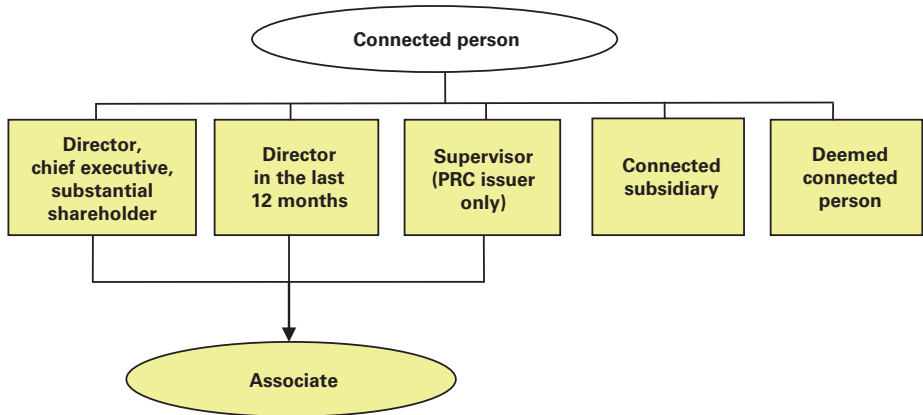 Connected person
Director,
chief executive,
substantial
shareholder
Director
in the last
12 months
Supervisor
(PRC issuer
only)
Connected
subsidiary
Deemed
connected
person
Associate